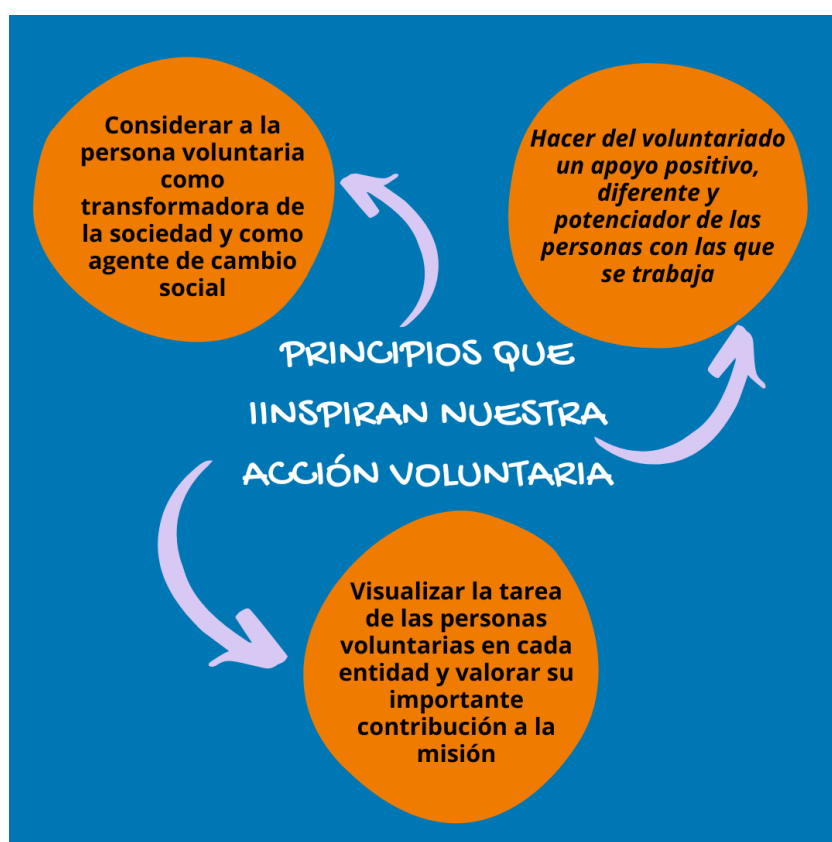 Considerar a la
persona voluntaria
como
transformadora de
la sociedad y como
agente de cambio
social
Hacer del voluntariado
un apoyo positivo,
diferente y
potenciador de las
personas con las que
se trabaja
PRINCIPIOS QUE
IINSPIRAN NUESTRA
ACCIÓN VOLUNTARIA
Visualizar la tarea
de las personas
voluntarias en cada
entidad y valorar su
importante
contribución a la
misión